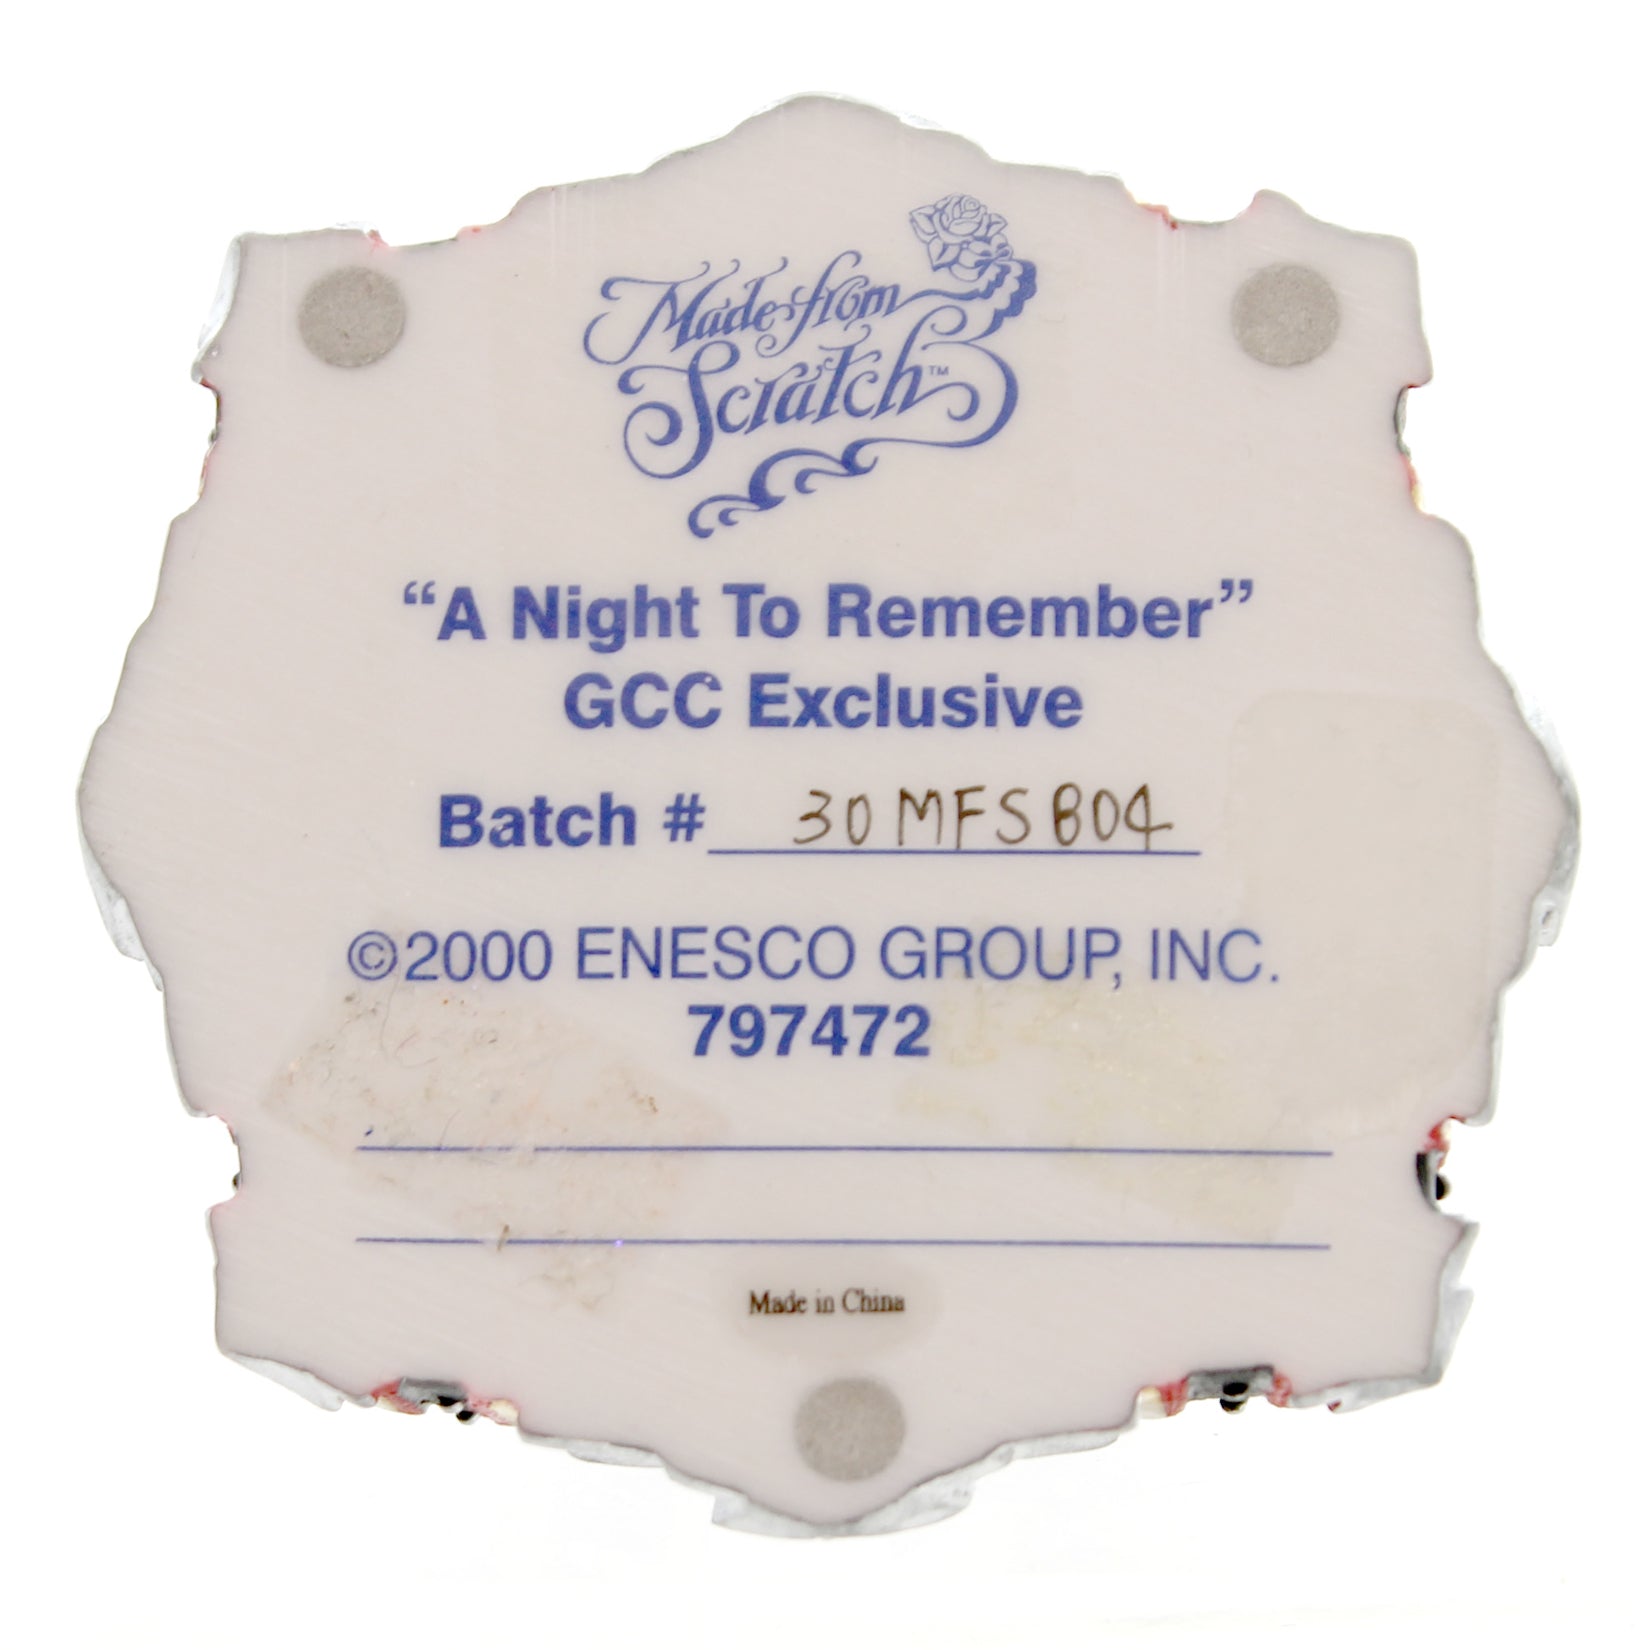 Made from
Scratch™
“A Night To Remember”
GCC Exclusive
Batch # 30MFSB04
©2000 ENESCO GROUP, INC.
797472
Made in China